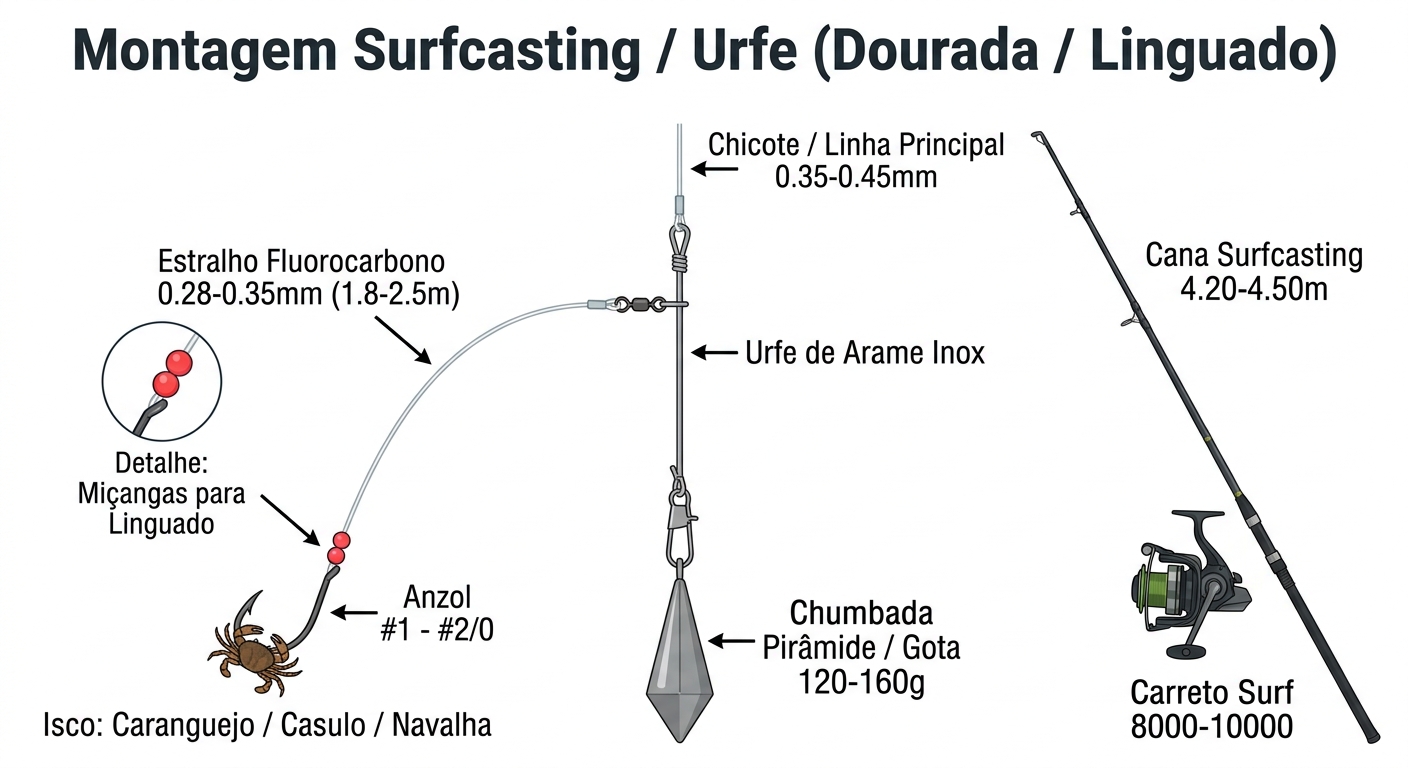 Montagem Surfcasting / Urfe (Dourada / Linguado)
Chicote / Linha Principal
0.35-0.45mm
Estralho Fluorocarbono
0.28-0.35mm (1.8-2.5m)
Cana Surfcasting
4.20-4.50m
Urfe de Arame Inox
Detalhe:
Miçangas para
Linguado
Anzol
#1 - #2/0
Chumbada
Pirâmide / Gota
120-160g
Carreto Surf
8000-10000
Isco: Caranguejo / Casulo / Navalha